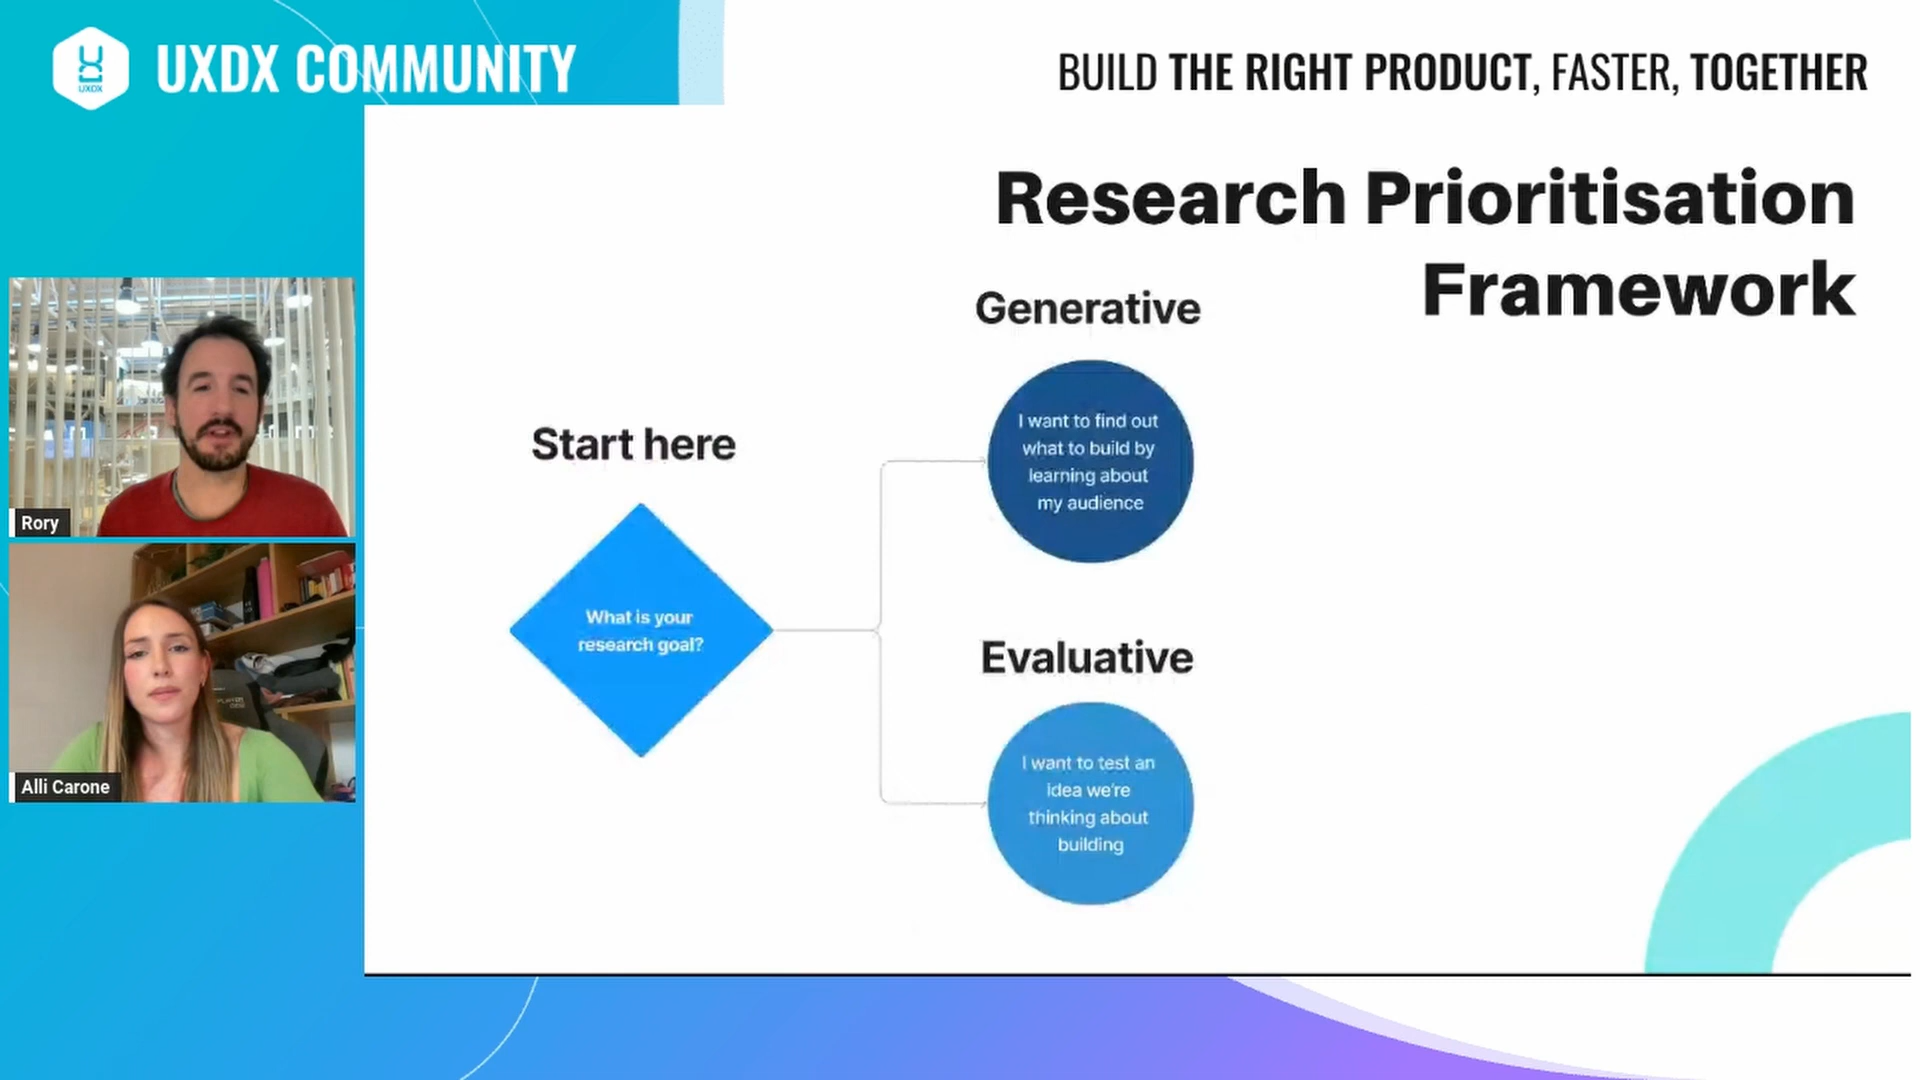 UXDX
UXDX COMMUNITY
BUILD THE RIGHT PRODUCT, FASTER, TOGETHER
Research Prioritisation
Framework
Generative
I want to find out
what to build by
learning about
my audience
Start here
What is your
research goal?
Evaluative
I want to test an
idea we're
thinking about
building
Rory
Alli Carone